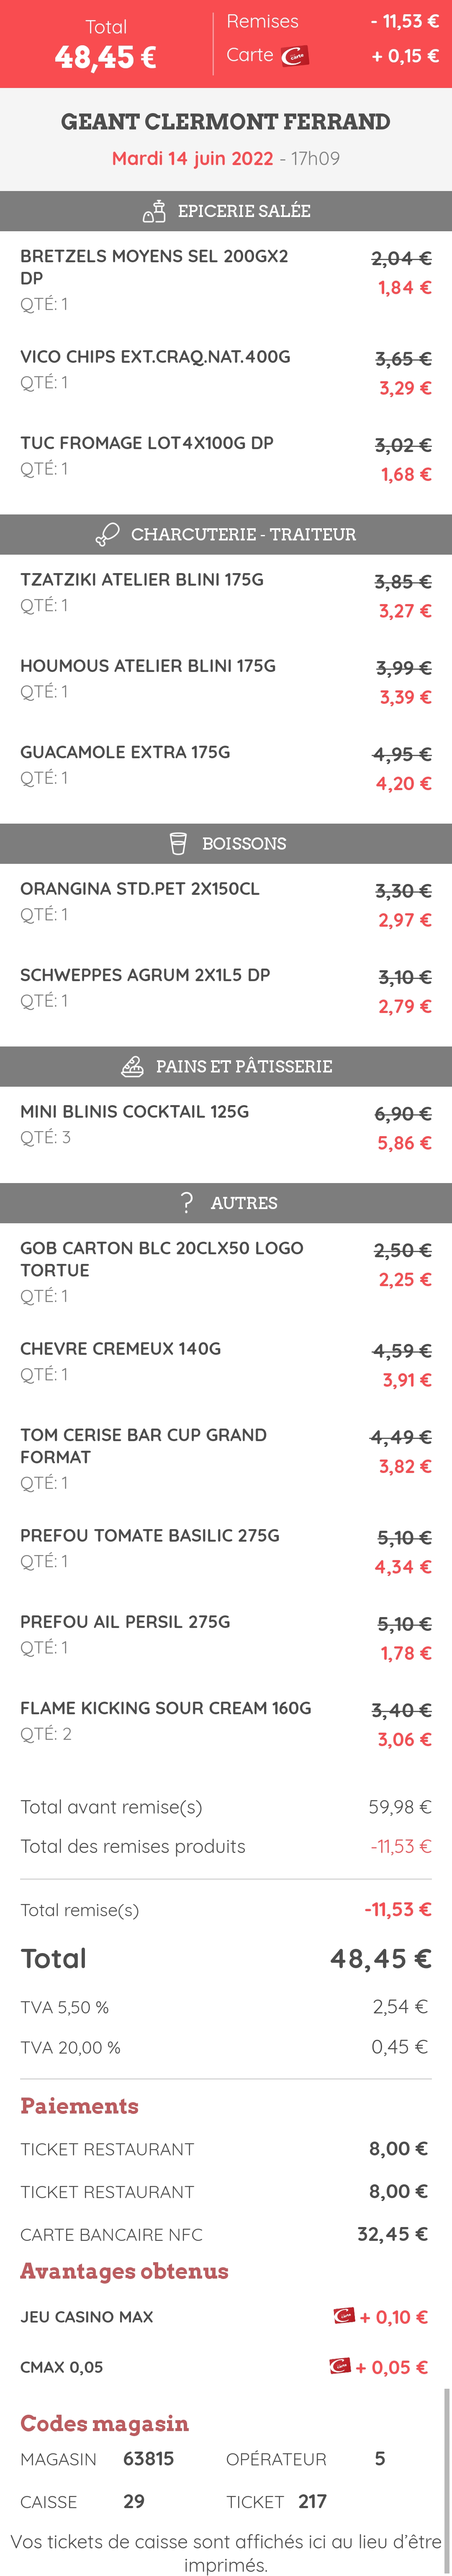 Total
48,45 €
Remises - 11,53 €
Carte + 0,15 €
GEANT CLERMONT FERRAND
Mardi 14 juin 2022 - 17h09
EPICERIE SALÉE
BRETZELS MOYENS SEL 200GX2 2,04 €
DP 1,84 €
QTÉ: 1
VICO CHIPS EXT.CRAQ.NAT.400G 3,65 €
QTÉ: 1 3,29 €
TUC FROMAGE LOT4X100G DP 3,02 €
QTÉ: 1 1,68 €
CHARCUTERIE - TRAITEUR
TZATZIKI ATELIER BLINI 175G 3,85 €
QTÉ: 1 3,27 €
HOUMOUS ATELIER BLINI 175G 3,99 €
QTÉ: 1 3,39 €
GUACAMOLE EXTRA 175G 4,95 €
QTÉ: 1 4,20 €
BOISSONS
ORANGINA STD.PET 2X150CL 3,30 €
QTÉ: 1 2,97 €
SCHWEPPES AGRUM 2X1L5 DP 3,10 €
QTÉ: 1 2,79 €
PAINS ET PÂTISSERIE
MINI BLINIS COCKTAIL 125G 6,90 €
QTÉ: 3 5,86 €
AUTRES
GOB CARTON BLC 20CLX50 LOGO 2,50 €
TORTUE 2,25 €
QTÉ: 1
CHEVRE CREMEUX 140G 4,59 €
QTÉ: 1 3,91 €
TOM CERISE BAR CUP GRAND 4,49 €
FORMAT 3,82 €
QTÉ: 1
PREFOU TOMATE BASILIC 275G 5,10 €
QTÉ: 1 4,34 €
PREFOU AIL PERSIL 275G 5,10 €
QTÉ: 1 1,78 €
FLAME KICKING SOUR CREAM 160G 3,40 €
QTÉ: 2 3,06 €
Total avant remise(s) 59,98 €
Total des remises produits -11,53 €
Total remise(s) -11,53 €
Total 48,45 €
TVA 5,50 % 2,54 €
TVA 20,00 % 0,45 €
Paiements
TICKET RESTAURANT 8,00 €
TICKET RESTAURANT 8,00 €
CARTE BANCAIRE NFC 32,45 €
Avantages obtenus
JEU CASINO MAX + 0,10 €
CMAX 0,05 + 0,05 €
Codes magasin
MAGASIN 63815 OPÉRATEUR 5
CAISSE 29 TICKET 217
Vos tickets de caisse sont affichés ici au lieu d'être
imprimés.